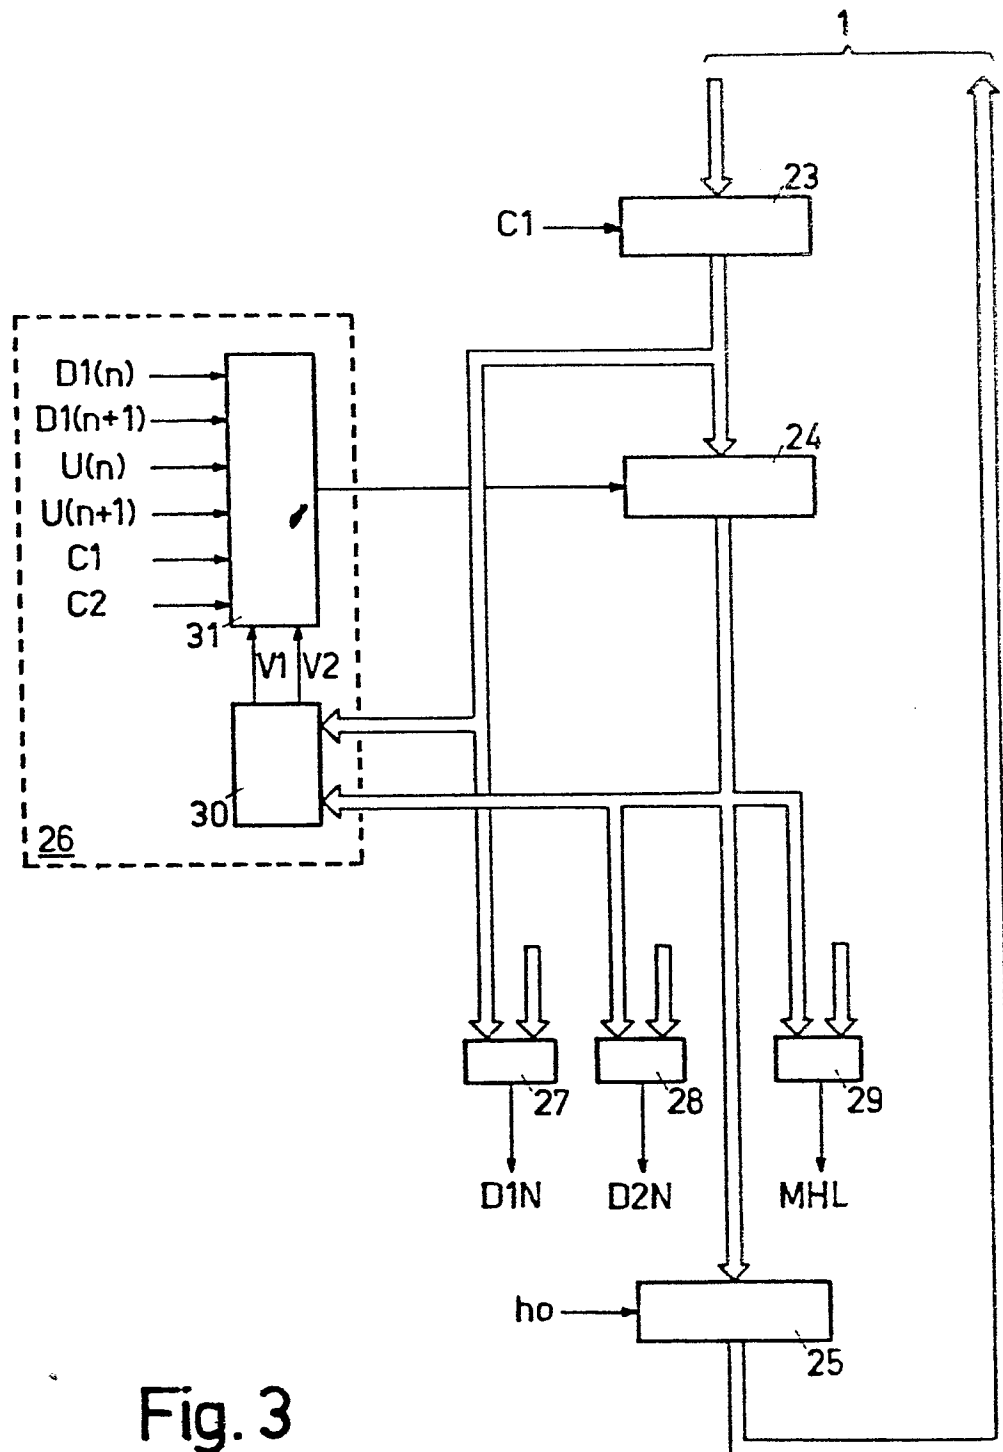 1
23
C1
24
D1(n)
D1(n+1)
U(n)
U(n+1)
C1
C2
31
V1 V2
30
26
27
28
29
D1N
D2N
MHL
ho
25
Fig. 3